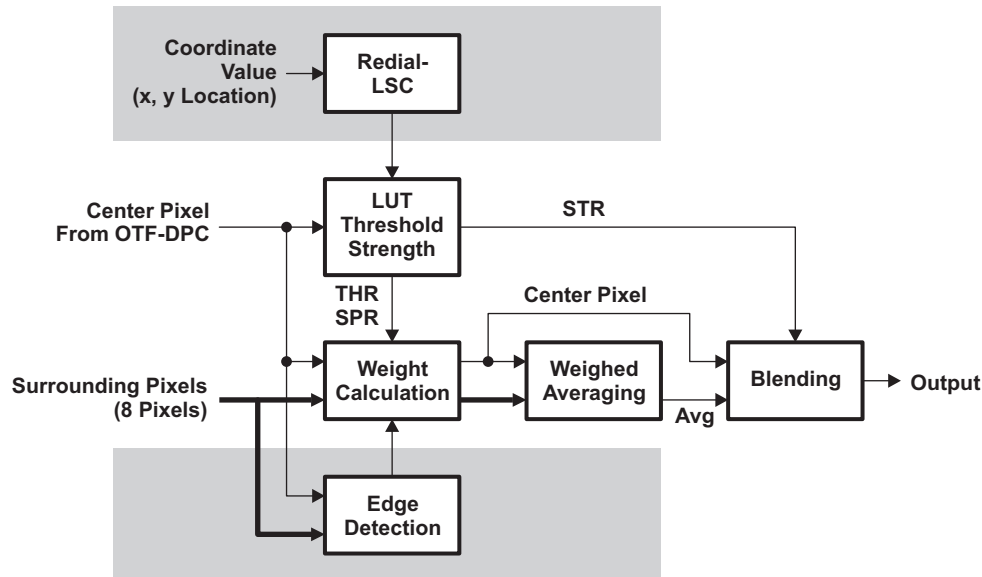 Coordinate
Value
(x, y Location)
Redial-
LSC
Center Pixel
From OTF-DPC
LUT
Threshold
Strength
STR
THR
SPR
Center Pixel
Surrounding Pixels
(8 Pixels)
Weight
Calculation
Weighed
Averaging
Avg
Blending
Output
Edge
Detection